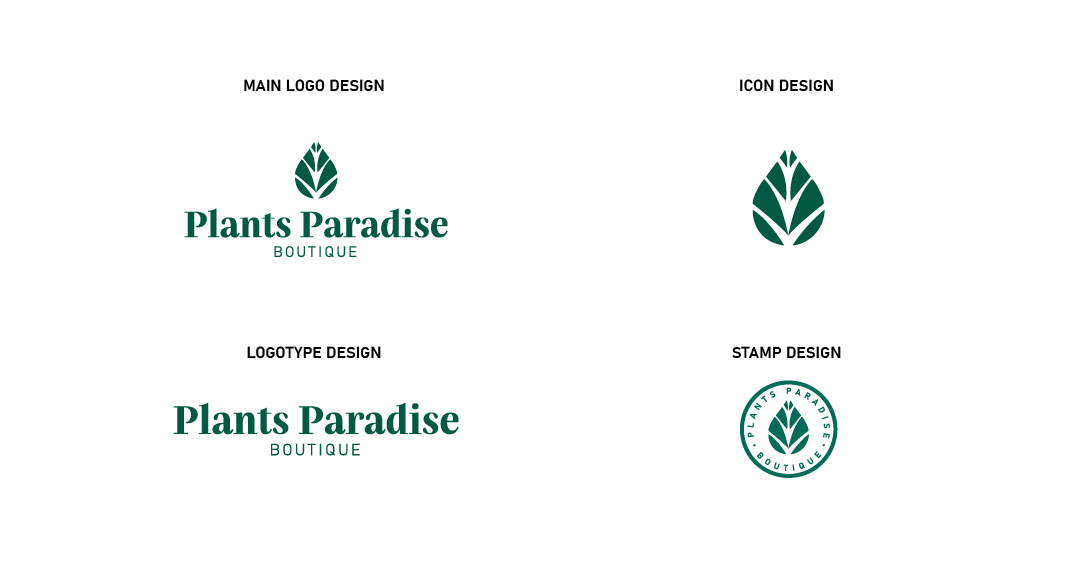 MAIN LOGO DESIGN
ICON DESIGN
Plants Paradise
BOUTIQUE
LOGOTYPE DESIGN
STAMP DESIGN
Plants Paradise
BOUTIQUE
PLANTS PARADISE
• BOUTIQUE •